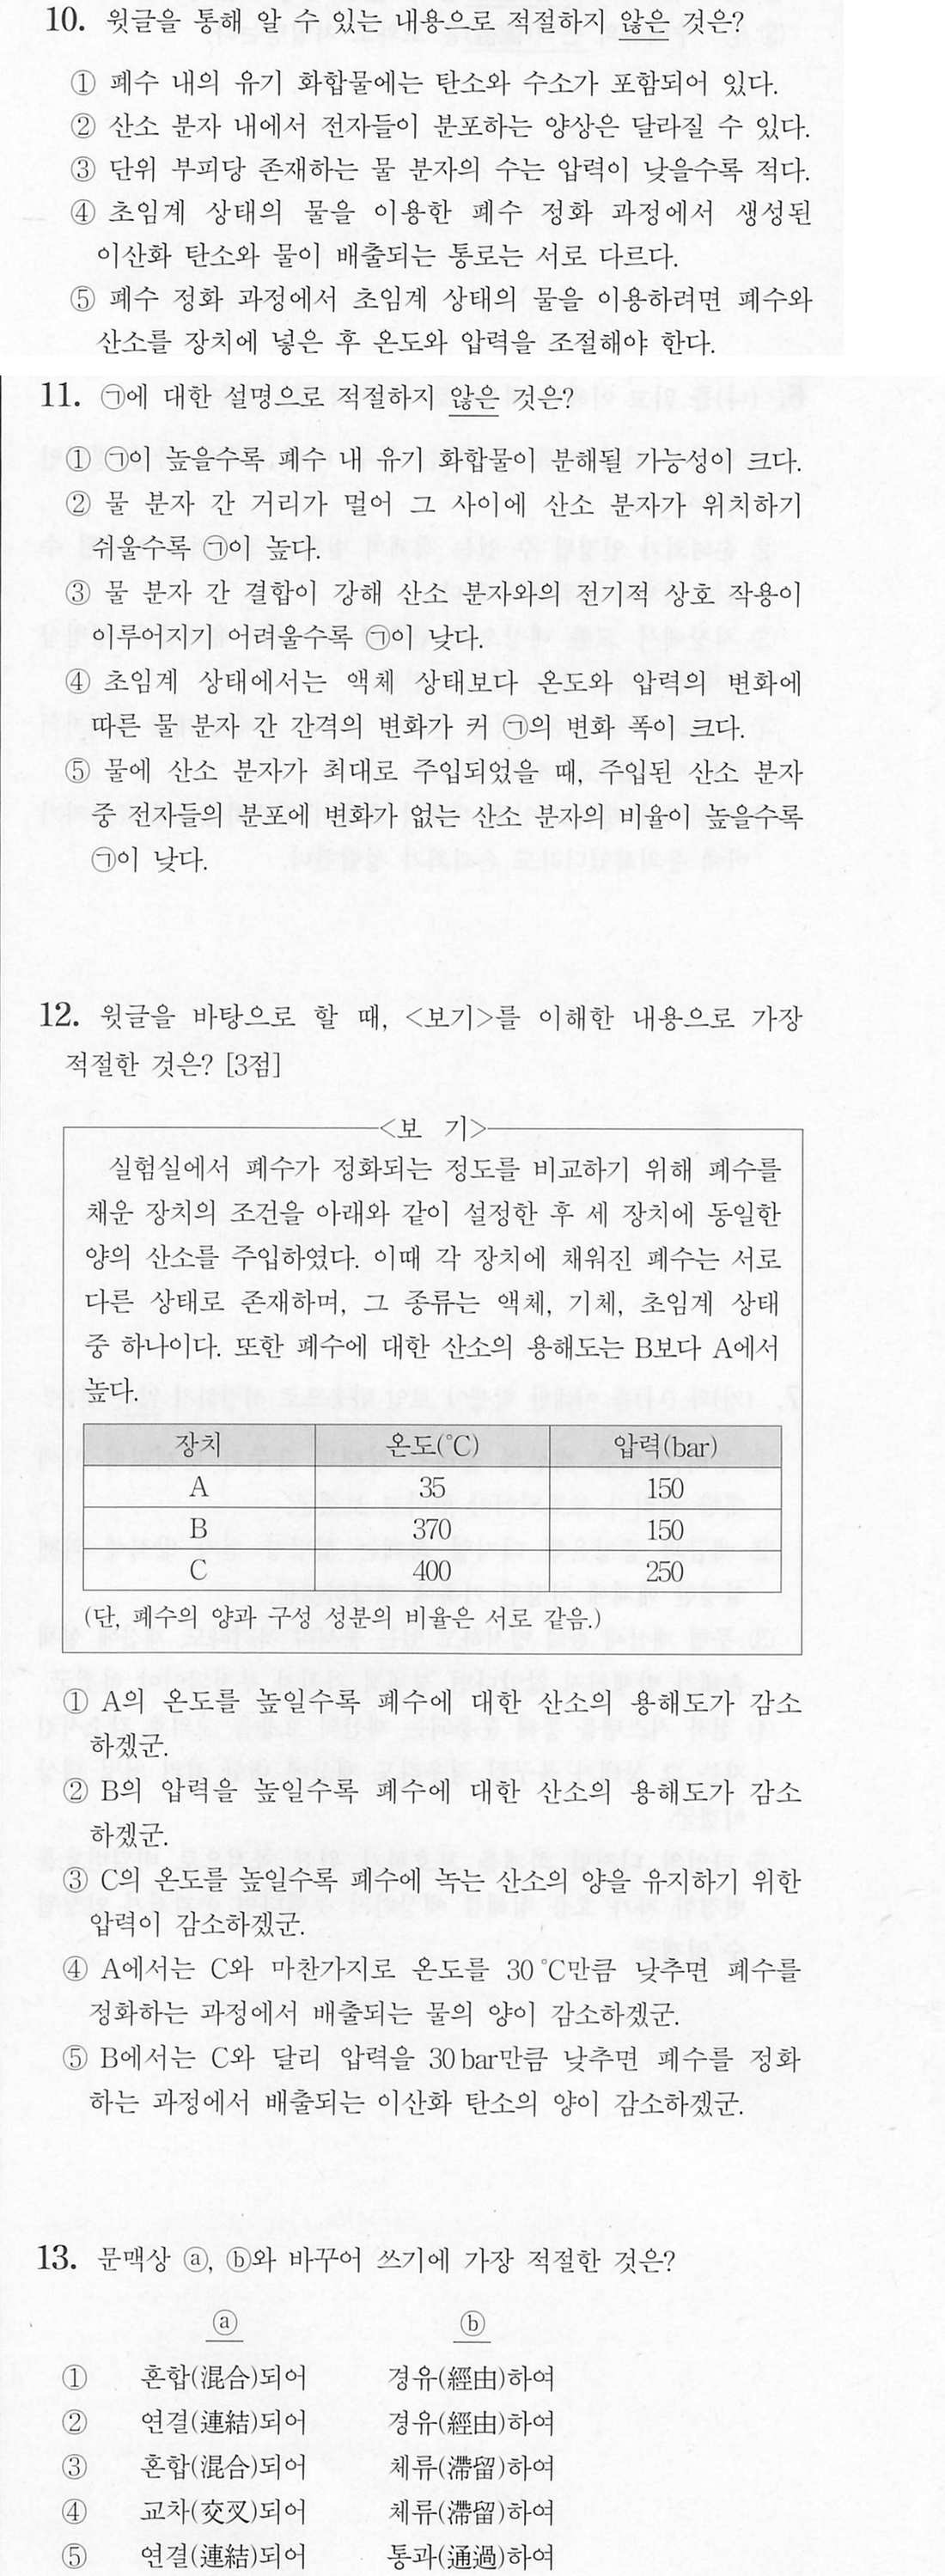 10. 윗글을 통해 알 수 있는 내용으로 적절하지 않은 것은?
① 폐수 내의 유기 화합물에는 탄소와 수소가 포함되어 있다.
② 산소 분자 내에서 전자들이 분포하는 양상은 달라질 수 있다.
③ 단위 부피당 존재하는 물 분자의 수는 압력이 낮을수록 적다.
④ 초임계 상태의 물을 이용한 폐수 정화 과정에서 생성된
이산화 탄소와 물이 배출되는 통로는 서로 다르다.
⑤ 폐수 정화 과정에서 초임계 상태의 물을 이용하려면 폐수와
산소를 장치에 넣은 후 온도와 압력을 조절해야 한다.
11. ㉠에 대한 설명으로 적절하지 않은 것은?
① ㉠이 높을수록 폐수 내 유기 화합물이 분해될 가능성이 크다.
② 물 분자 간 거리가 멀어 그 사이에 산소 분자가 위치하기
쉬울수록 ㉠이 높다.
③ 물 분자 간 결합이 강해 산소 분자와의 전기적 상호 작용이
이루어지기 어려울수록 ㉠이 낮다.
④ 초임계 상태에서는 액체 상태보다 온도와 압력의 변화에
따른 물 분자 간 간격의 변화가 커 ㉠의 변화 폭이 크다.
⑤ 물에 산소 분자가 최대로 주입되었을 때, 주입된 산소 분자
중 전자들의 분포에 변화가 없는 산소 분자의 비율이 높을수록
㉠이 낮다.
12. 윗글을 바탕으로 할 때, <보기>를 이해한 내용으로 가장
적절한 것은? [3점]
<보 기>
실험실에서 폐수가 정화되는 정도를 비교하기 위해 폐수를
채운 장치의 조건을 아래와 같이 설정한 후 세 장치에 동일한
양의 산소를 주입하였다. 이때 각 장치에 채워진 폐수는 서로
다른 상태로 존재하며, 그 종류는 액체, 기체, 초임계 상태
중 하나이다. 또한 폐수에 대한 산소의 용해도는 B보다 A에서
높다.
장치 온도(℃) 압력(bar)
A 35 150
B 370 150
C 400 250
(단, 폐수의 양과 구성 성분의 비율은 서로 같음.)
① A의 온도를 높일수록 폐수에 대한 산소의 용해도가 감소
하겠군.
② B의 압력을 높일수록 폐수에 대한 산소의 용해도가 감소
하겠군.
③ C의 온도를 높일수록 폐수에 녹는 산소의 양을 유지하기 위한
압력이 감소하겠군.
④ A에서는 C와 마찬가지로 온도를 30℃만큼 낮추면 폐수를
정화하는 과정에서 배출되는 물의 양이 감소하겠군.
⑤ B에서는 C와 달리 압력을 30bar만큼 낮추면 폐수를 정화
하는 과정에서 배출되는 이산화 탄소의 양이 감소하겠군.
13. 문맥상 ⓐ, ⓑ와 바꾸어 쓰기에 가장 적절한 것은?
ⓐ ⓑ
① 혼합(混合)되어 경유(經由)하여
② 연결(連結)되어 경유(經由)하여
③ 혼합(混合)되어 체류(滯留)하여
④ 교차(交叉)되어 체류(滯留)하여
⑤ 연결(連結)되어 통과(通過)하여